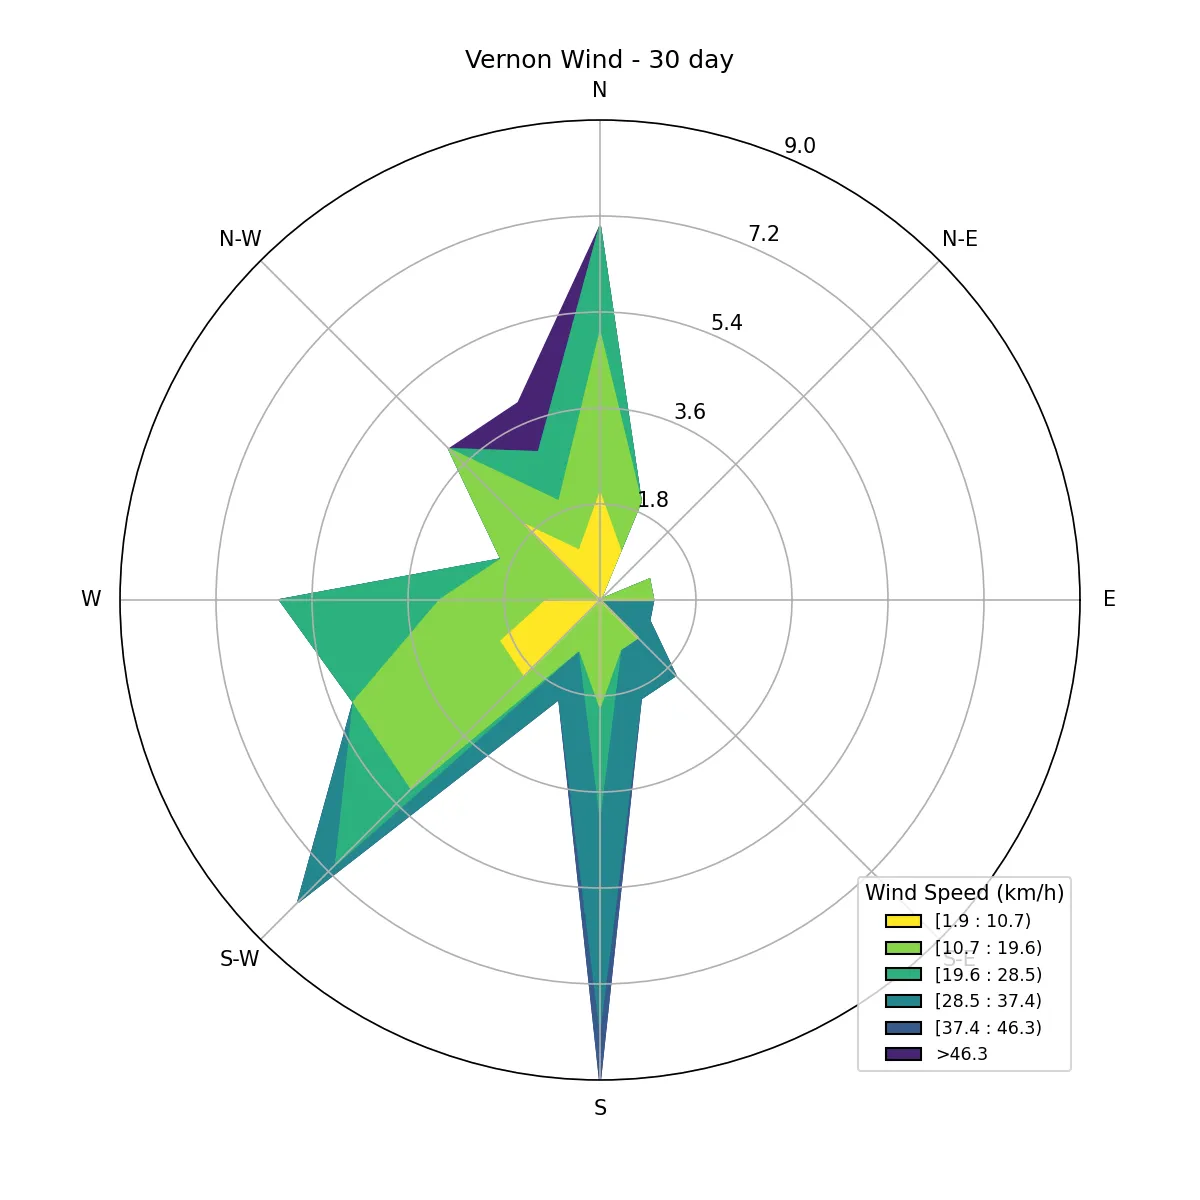 Vernon Wind - 30 day
N
9.0
N-W
N-E
7.2
5.4
3.6
1.8
W
E
Wind Speed (km/h)
[1.9 : 10.7)
[10.7 : 19.6)
S-W
S-E
[19.6 : 28.5)
[28.5 : 37.4)
[37.4 : 46.3)
>46.3
S